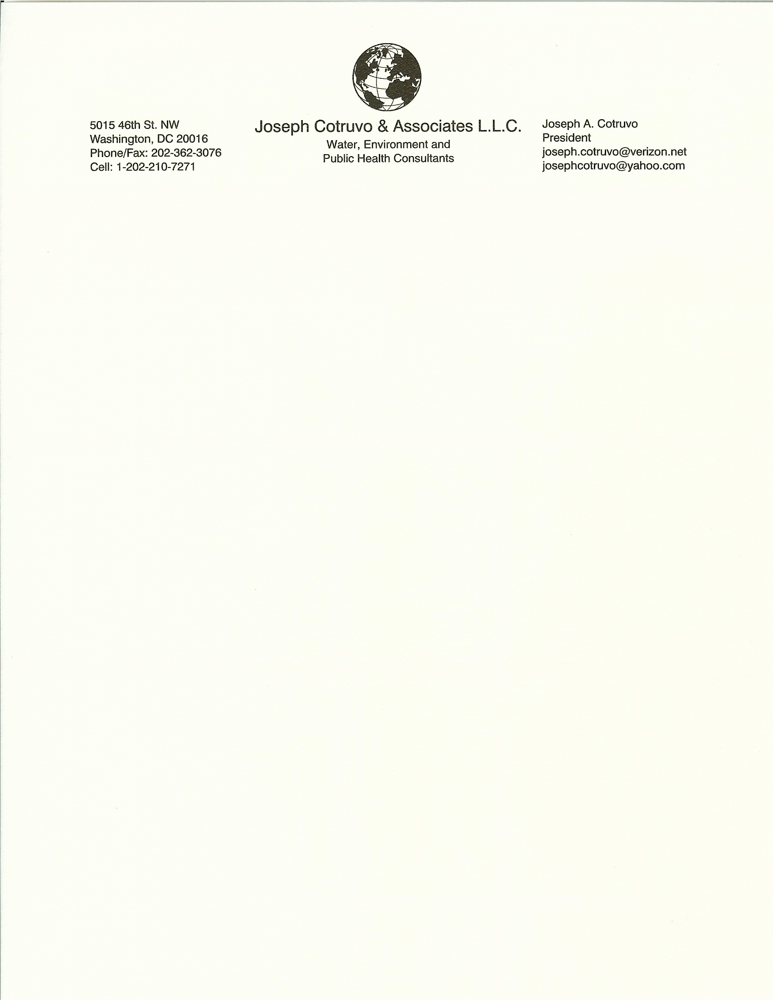 5015 46th St. NW
Washington, DC 20016
Phone/Fax: 202-362-3076
Cell: 1-202-210-7271
Joseph Cotruvo & Associates L.L.C.
Water, Environment and
Public Health Consultants
Joseph A. Cotruvo
President
joseph.cotruvo@verizon.net
josephcotruvo@yahoo.com